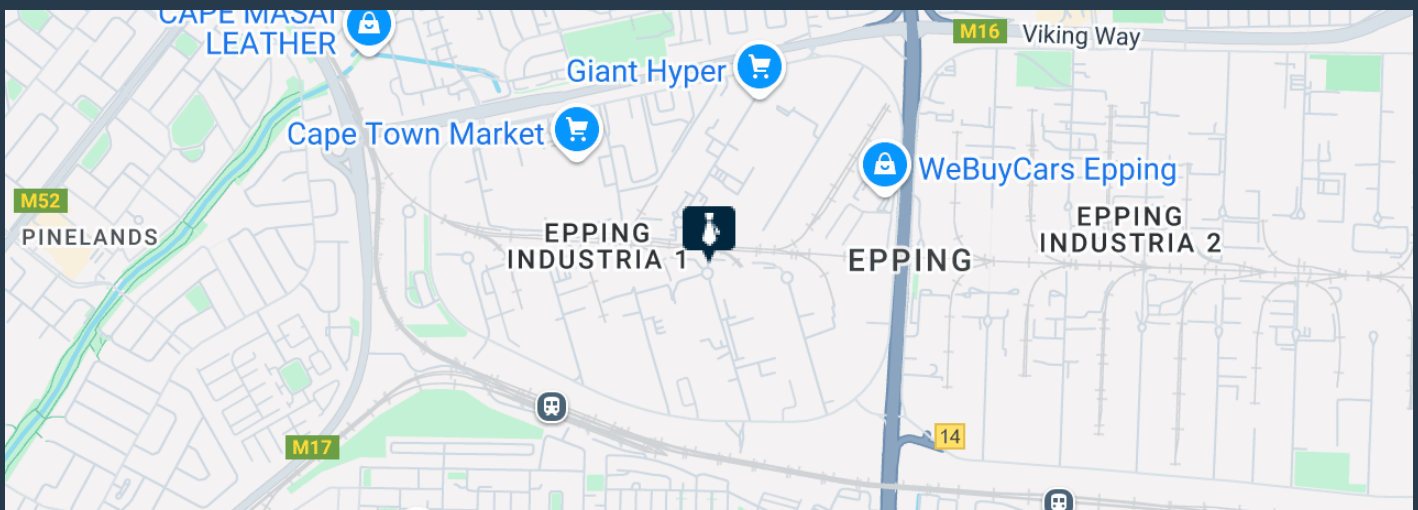 CAPE MASAI
LEATHER
M16
Viking Way
Giant Hyper
Cape Town Market
WeBuyCars Epping
M52
PINELANDS
EPPING
INDUSTRIA 1
EPPING
EPPING
INDUSTRIA 2
M17
14